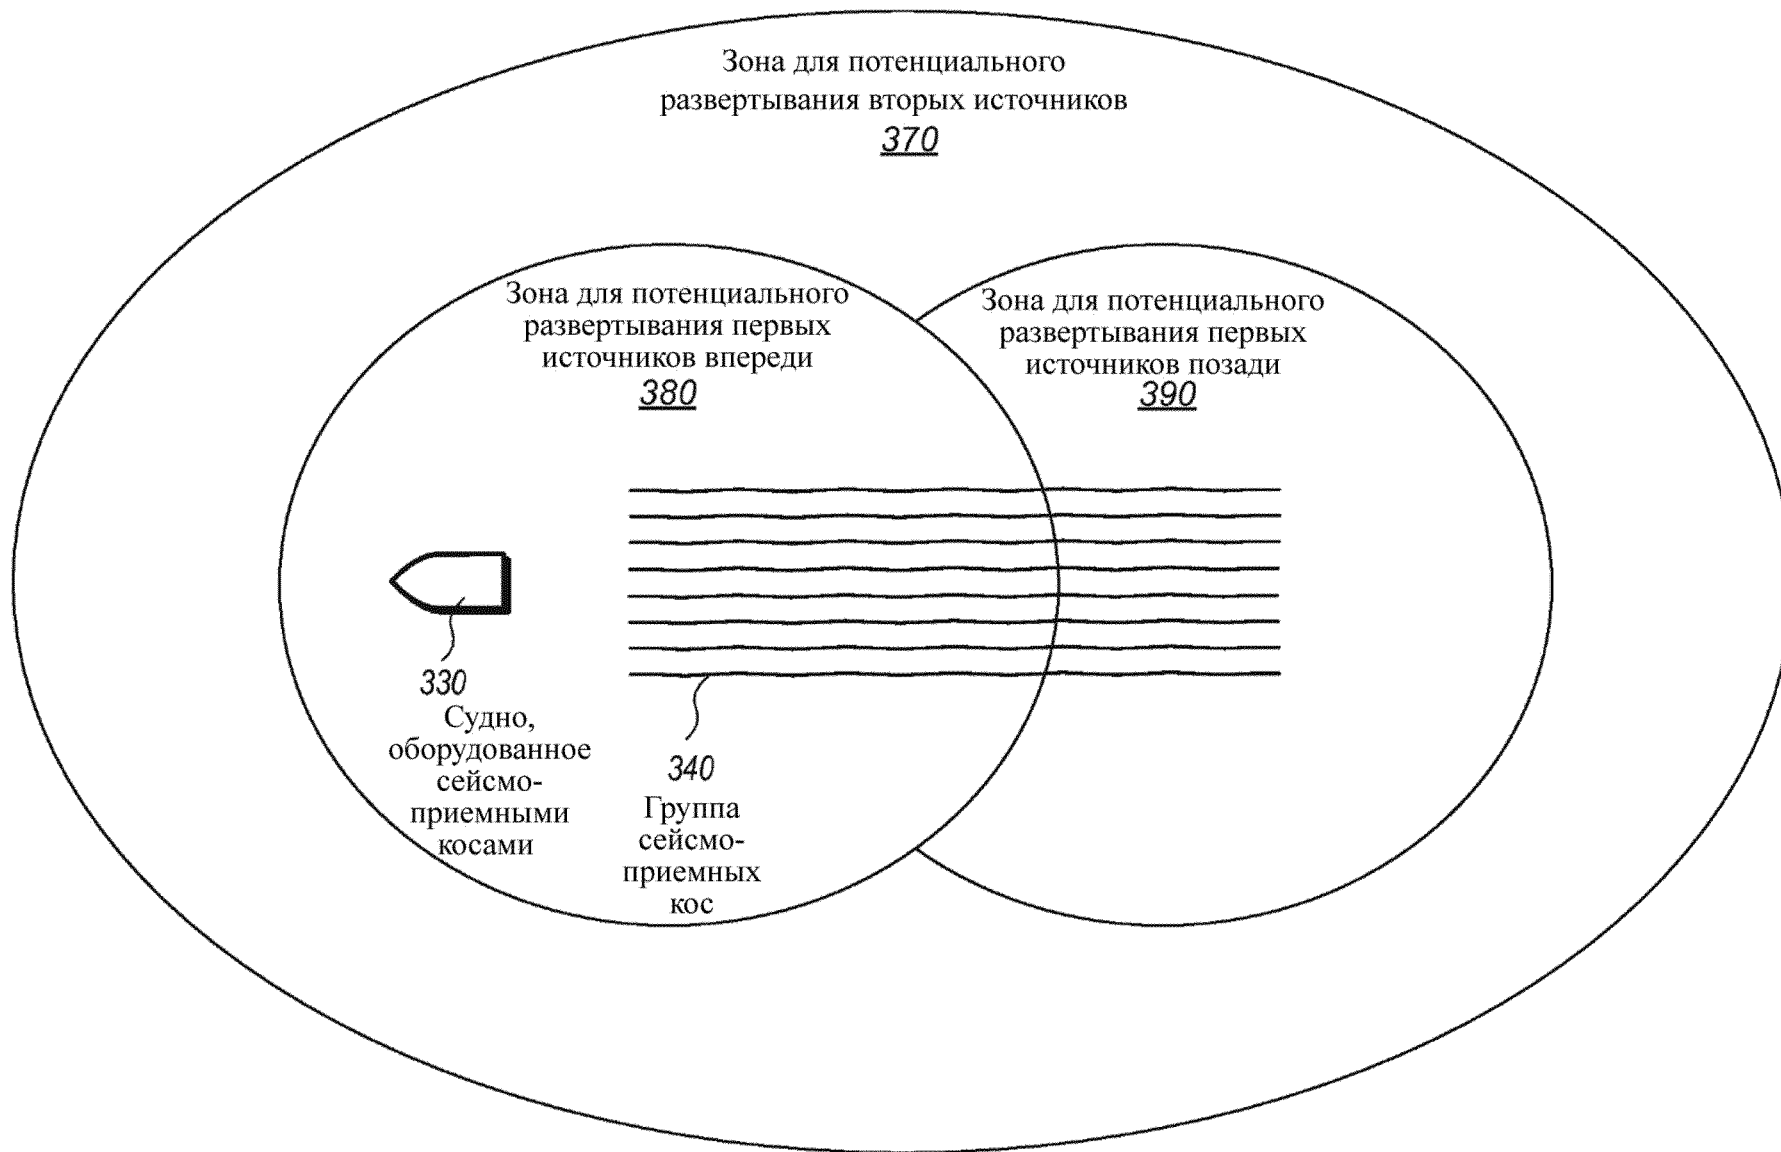 Зона для потенциального
развертывания вторых источников
370
Зона для потенциального
развертывания первых
источников впереди
380
Зона для потенциального
развертывания первых
источников позади
390
330
Судно,
оборудованное
сейсмо-
приемными
косами
340
Группа
сейсмо-
приемных
кос